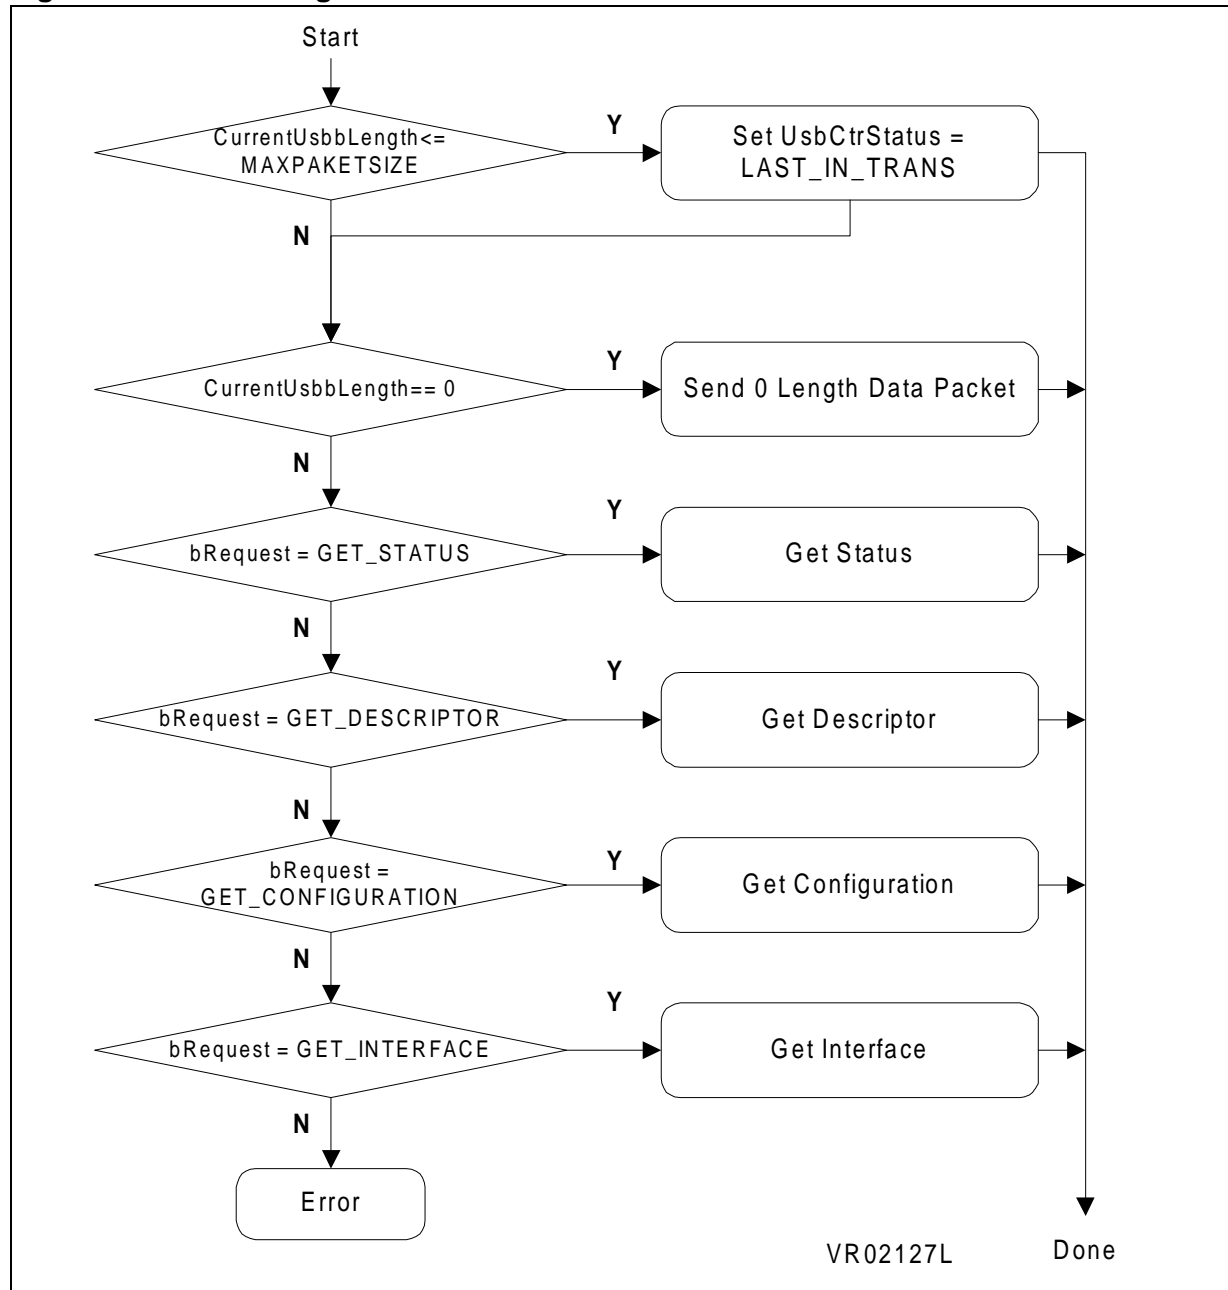 Start
CurrentUsbbLength<=
MAXPAKETSIZE
Y
Set UsbCtrStatus =
LAST_IN_TRANS
N
CurrentUsbbLength== 0
Y
Send 0 Length Data Packet
N
bRequest = GET_STATUS
Y
Get Status
N
bRequest = GET_DESCRIPTOR
Y
Get Descriptor
N
bRequest =
GET_CONFIGURATION
Y
Get Configuration
N
bRequest = GET_INTERFACE
Y
Get Interface
N
Error
VR02127L
Done